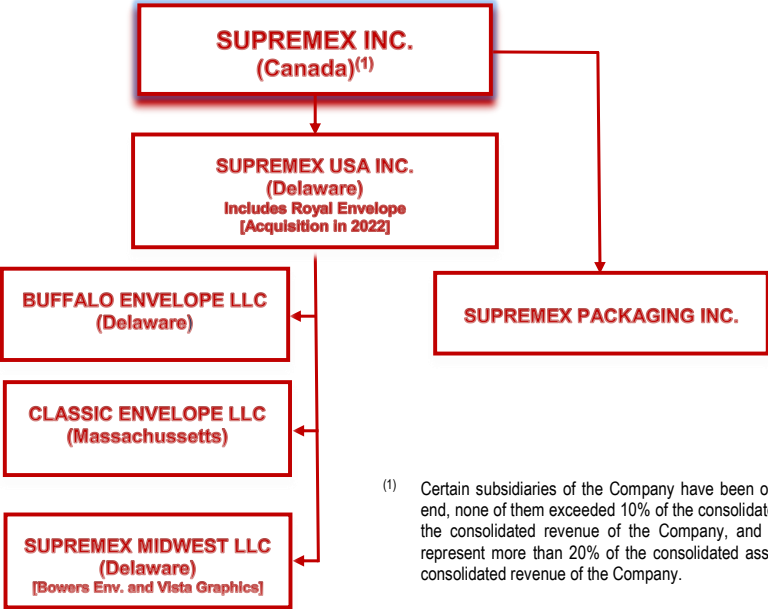 SUPREMEX INC.
(Canada)(1)
SUPREMEX USA INC.
(Delaware)
Includes Royal Envelope
[Acquisition in 2022]
BUFFALO ENVELOPE LLC
(Delaware)
SUPREMEX PACKAGING INC.
CLASSIC ENVELOPE LLC
(Massachussetts)
SUPREMEX MIDWEST LLC
(Delaware)
[Bowers Env. and Vista Graphics]
(1) Certain subsidiaries of the Company have been
end, none of them exceeded 10% of the
the consolidated revenue of the Company, and
represent more than 20% of the consolidated
consolidated revenue of the Company.